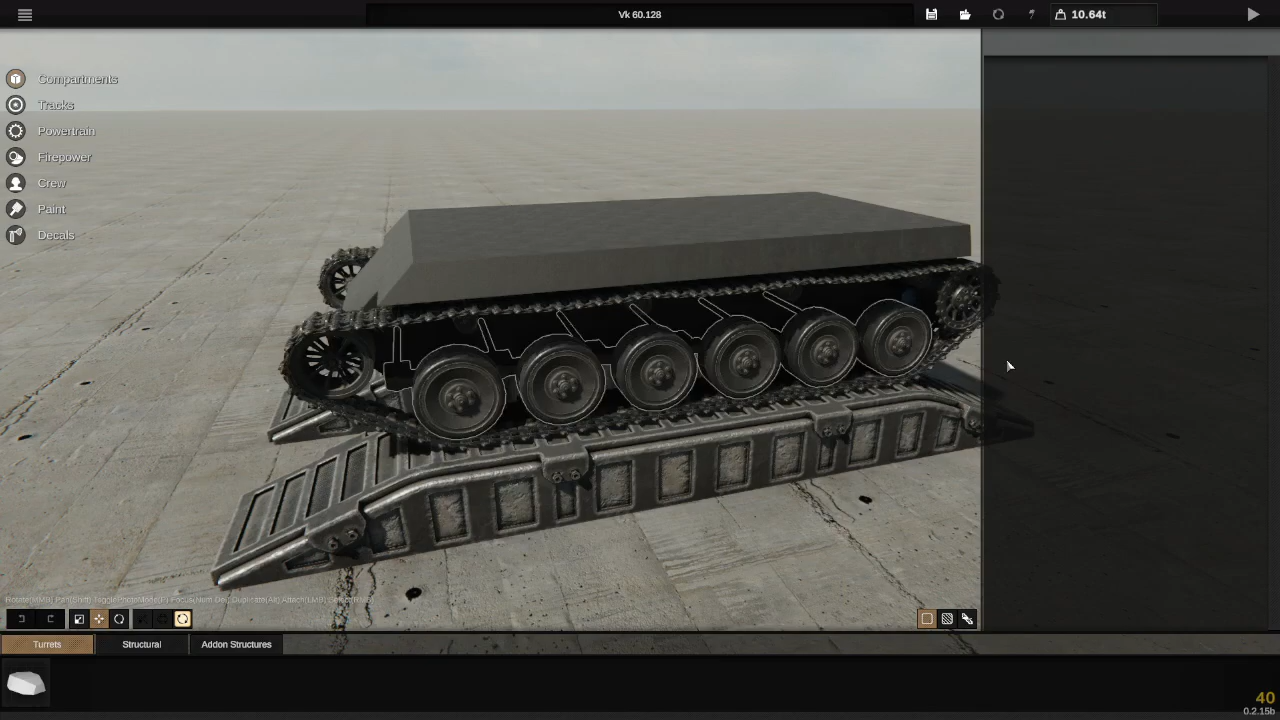 Vk 60.128
10.64t
Compartments
Tracks
Powertrain
Firepower
Crew
Paint
Decals
Turrets
Structural
Addon Structures
40
0.2.15b